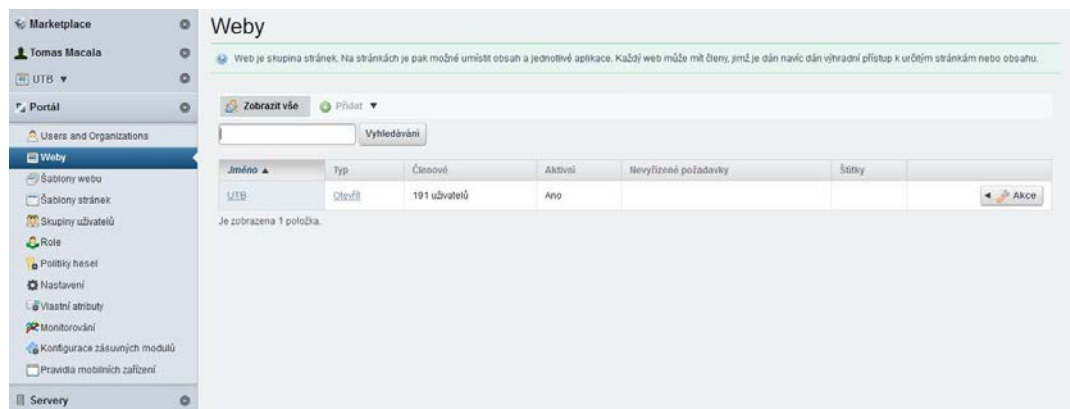 Marketplace
Tomas Macala
UTB
Portál
Users and Organizations
Weby
Šablony webu
Šablony stránek
Skupiny uživatelů
Role
Politiky hesel
Nastavení
Vlastní atributy
Monitorování
Konfigurace zásuvných modulů
Pravidla mobilních zařízení
Servery
Weby
Web je skupina stránek. Na stránkách je pak možné umístit obsah a jednotlivé aplikace. Každý web může mít členy, jimž je dán navíc dán výhradní přístup k určitým stránkám nebo obsahu.
Zobrazit vše Přidat
Vyhledávání
Jméno Typ Členové Aktivní Nevyřízené požadavky Štítky
UTB Otevřít 191 uživatelů Ano Akce
Je zobrazena 1 položka.